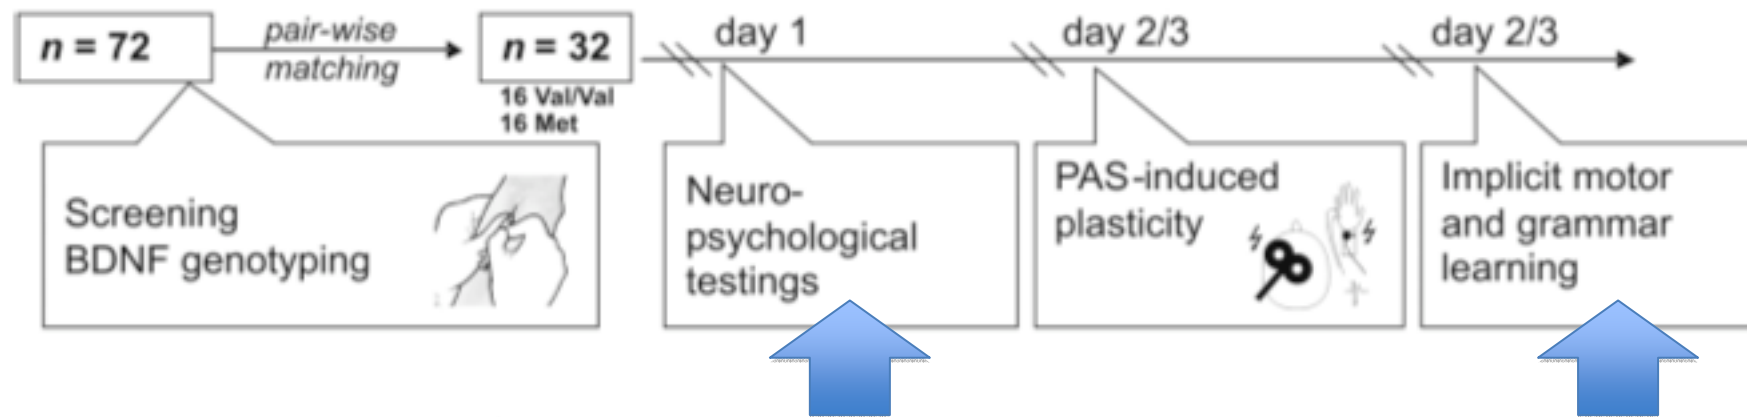 n = 72
pair-wise
matching
n = 32
16 Val/Val
16 Met
day 1
day 2/3
day 2/3
Screening
BDNF genotyping
Neuro-
psychological
testings
PAS-induced
plasticity
Implicit motor
and grammar
learning